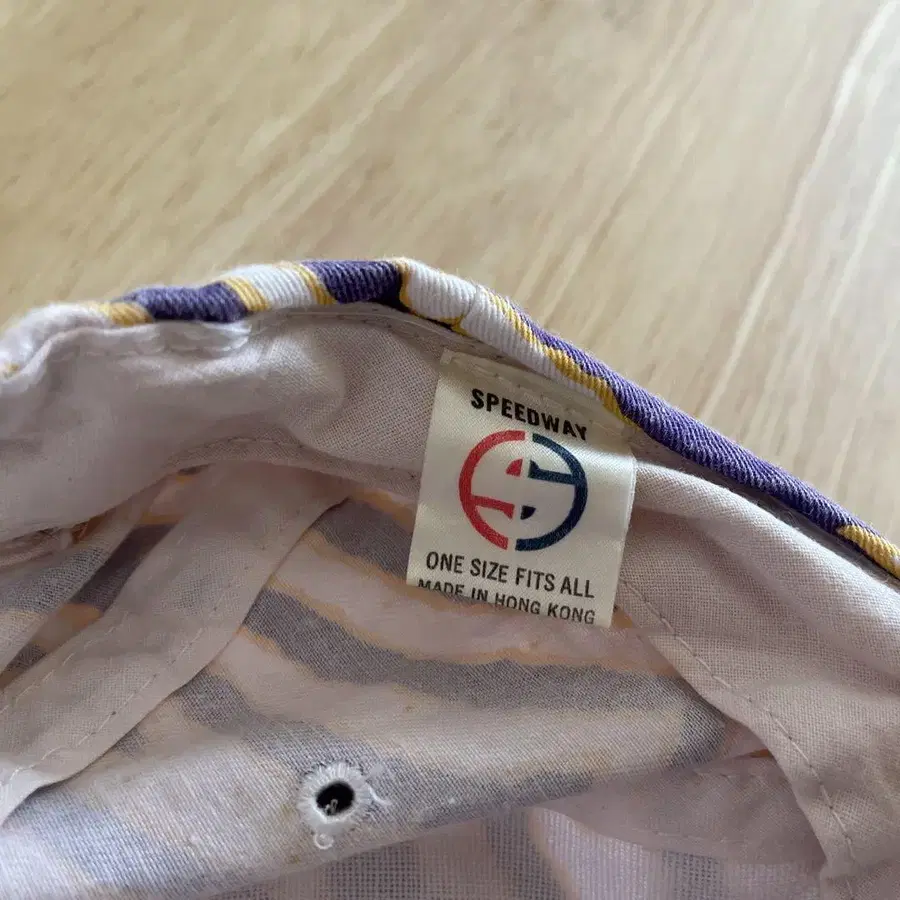 SPEEDWAY
ONE SIZE FITS ALL
MADE IN HONG KONG